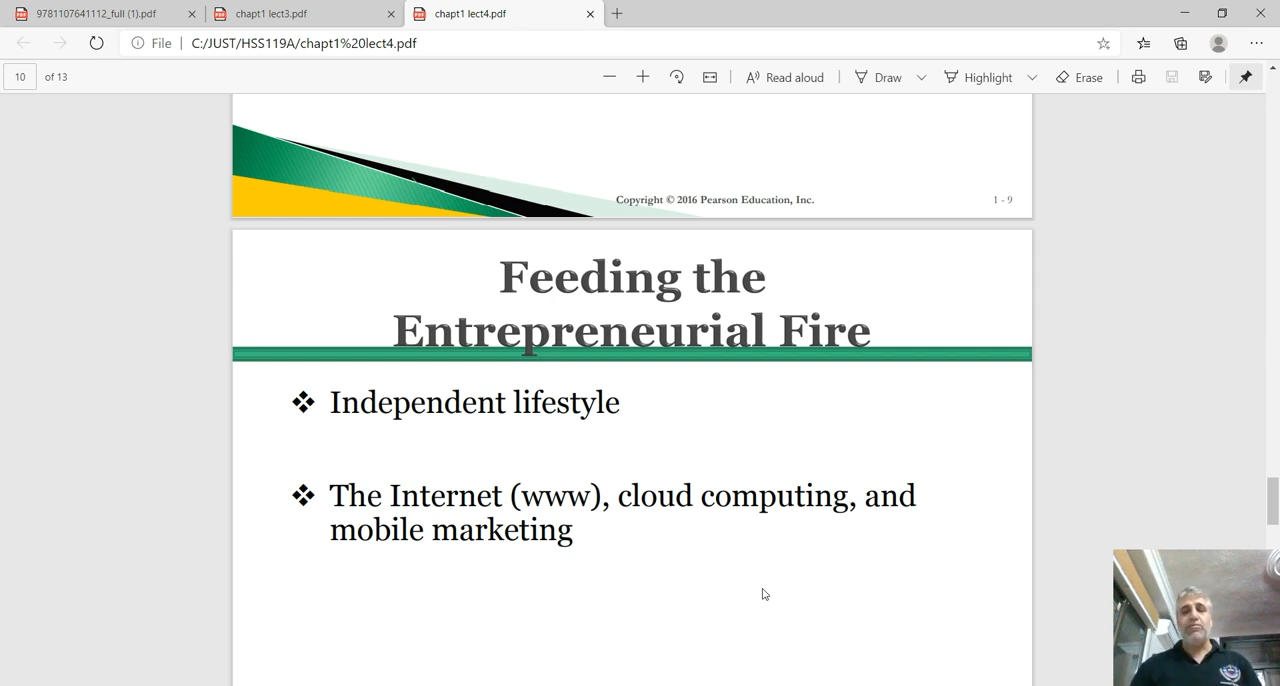 9781107641112_full (1).pdf
chapt1 lect3.pdf
chapt1 lect4.pdf
File
C:/JUST/HSS119A/chapt1%20lect4.pdf
10 of 13
Read aloud
Draw
Highlight
Erase
Copyright © 2016 Pearson Education, Inc.
1 - 9
Feeding the
Entrepreneurial Fire
❖ Independent lifestyle
❖ The Internet (www), cloud computing, and
mobile marketing